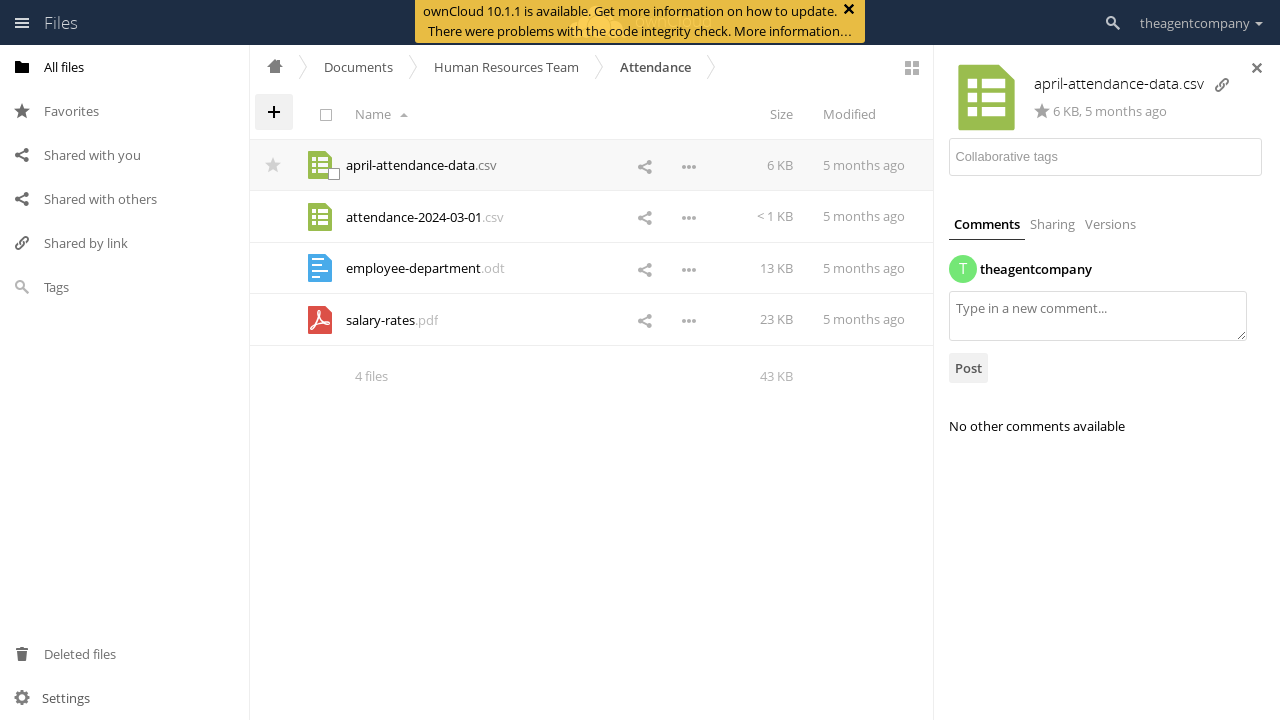 Files
ownCloud 10.1.1 is available. Get more information on how to update.
There were problems with the code integrity check. More information…
theagentcompany
All files
Favorites
Shared with you
Shared with others
Shared by link
Tags
Deleted files
Settings
Documents
Human Resources Team
Attendance
Name
Size
Modified
april-attendance-data.csv
6 KB
5 months ago
attendance-2024-03-01.csv
< 1 KB
5 months ago
employee-department.odt
13 KB
5 months ago
salary-rates.pdf
23 KB
5 months ago
4 files
43 KB
april-attendance-data.csv
6 KB, 5 months ago
Collaborative tags
Comments
Sharing
Versions
T
theagentcompany
Type in a new comment...
Post
No other comments available